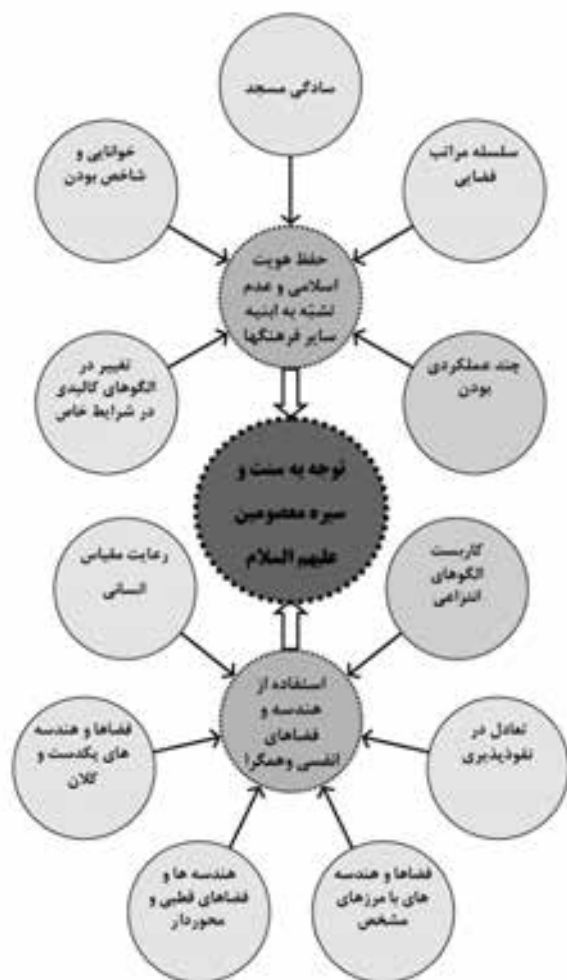 سادگی مسجد
سلسله مراتب
فضایی
خوانایی و
شاخص بودن
حفظ هویت
اسلامی و عدم
تشبّه به ابنیه
سایر فرهنگها
چند عملکردی
بودن
تغییر در
الگوهای کالبدی
در شرایط خاص
توجه به سنت و
سیره معصومین
علیهم السلام
کاربست
الگوهای
انتزاعی
رعایت مقیاس
انسانی
استفاده از
هندسه و
فضاهای
انفسی وهمگرا
تعادل در
نفوذپذیری
فضاها و هندسه
های یکدست و
کلان
فضاها و هندسه
های با مرزهای
مشخص
هندسه ها و
فضاهای قطبی و
محوردار